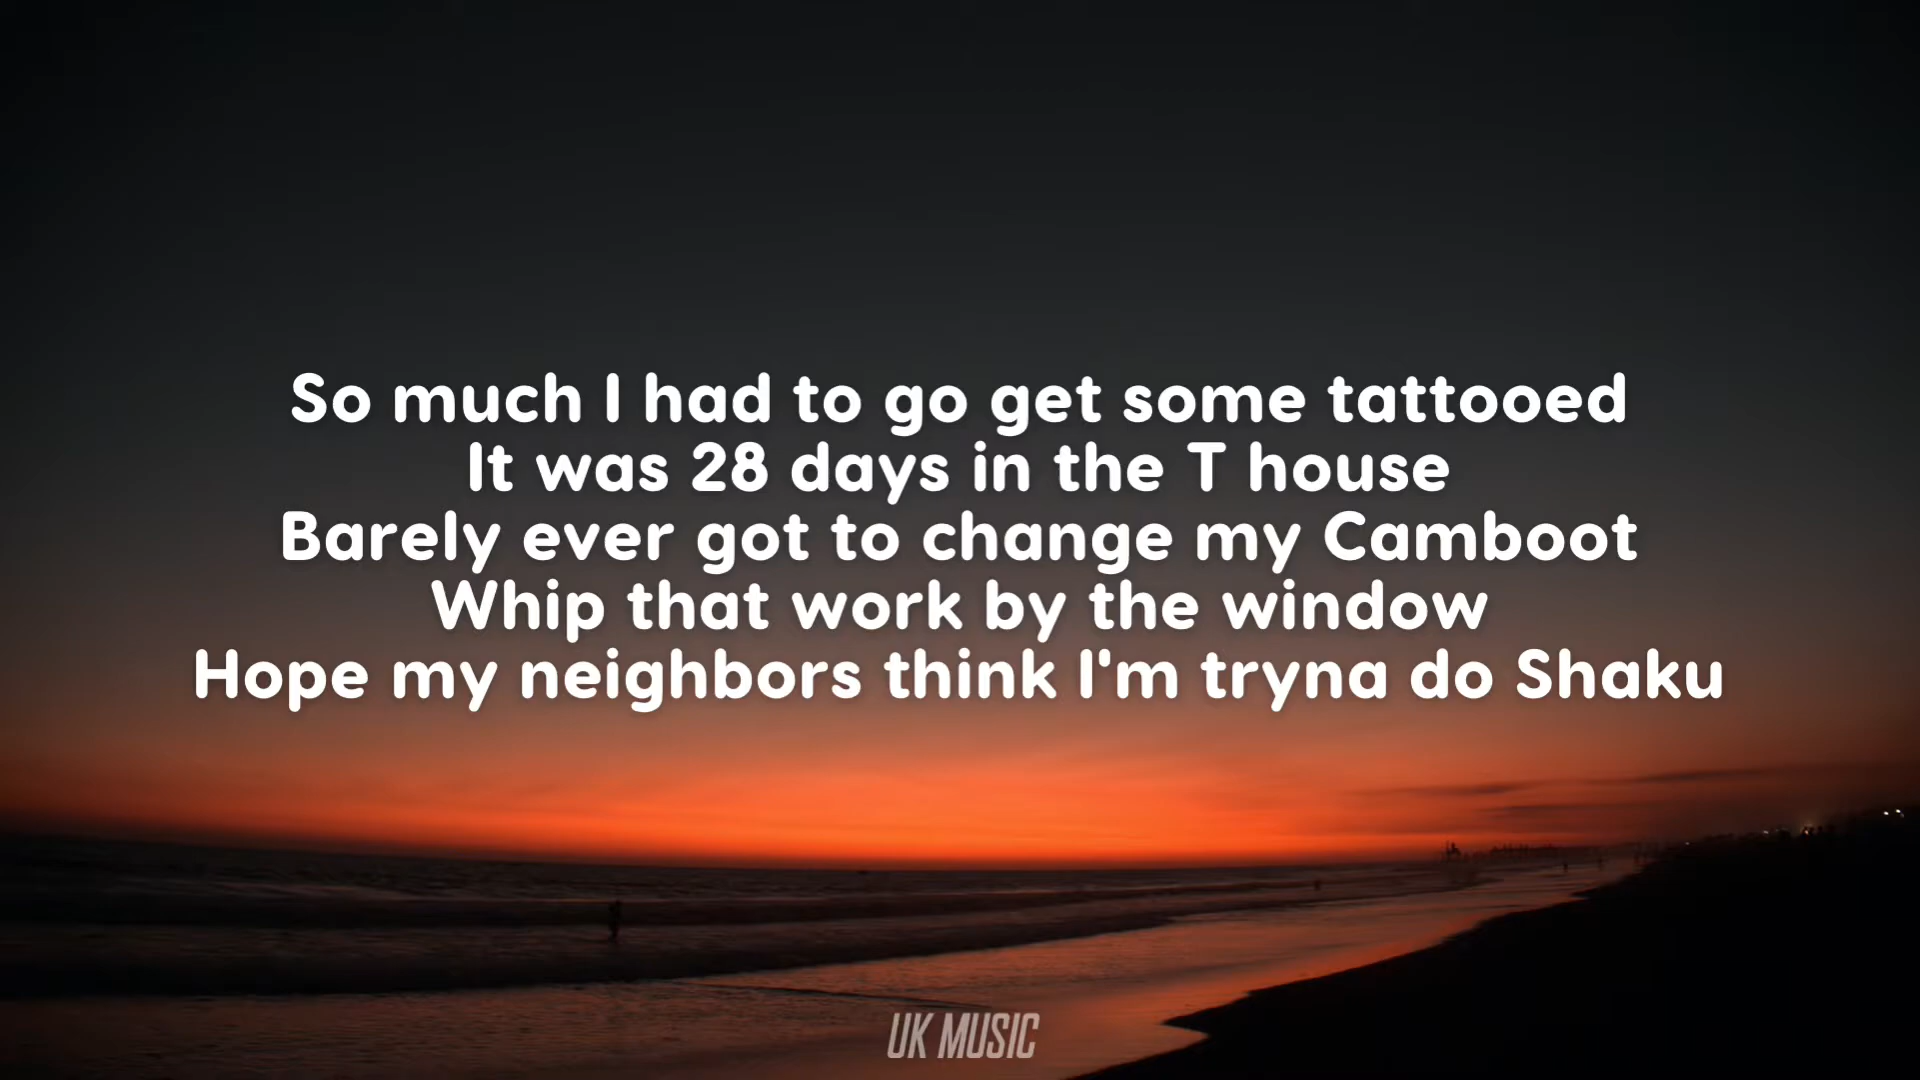 So much I had to go get some tattooed
It was 28 days in the T house
Barely ever got to change my Camboot
Whip that work by the window
Hope my neighbors think I'm tryna do Shaku
UK MUSIC